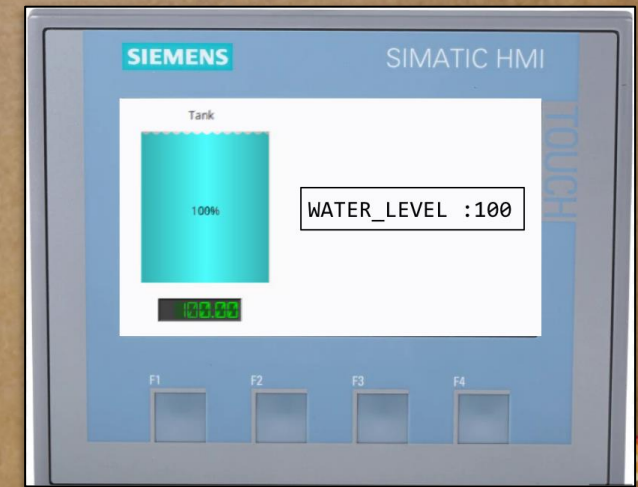 SIEMENS
SIMATIC HMI
TOUCH
Tank
100%
WATER_LEVEL :100
100.00
F1
F2
F3
F4